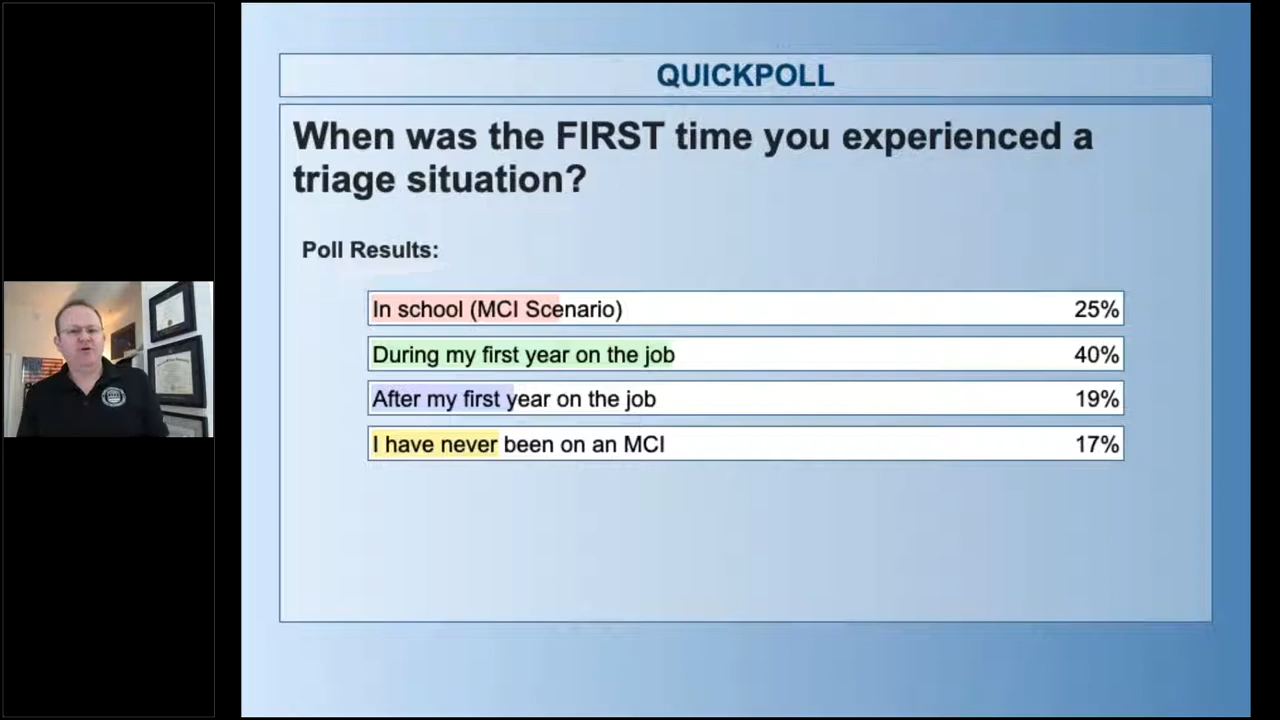 QUICKPOLL
When was the FIRST time you experienced a
triage situation?
Poll Results:
In school (MCI Scenario) 25%
During my first year on the job 40%
After my first year on the job 19%
I have never been on an MCI 17%